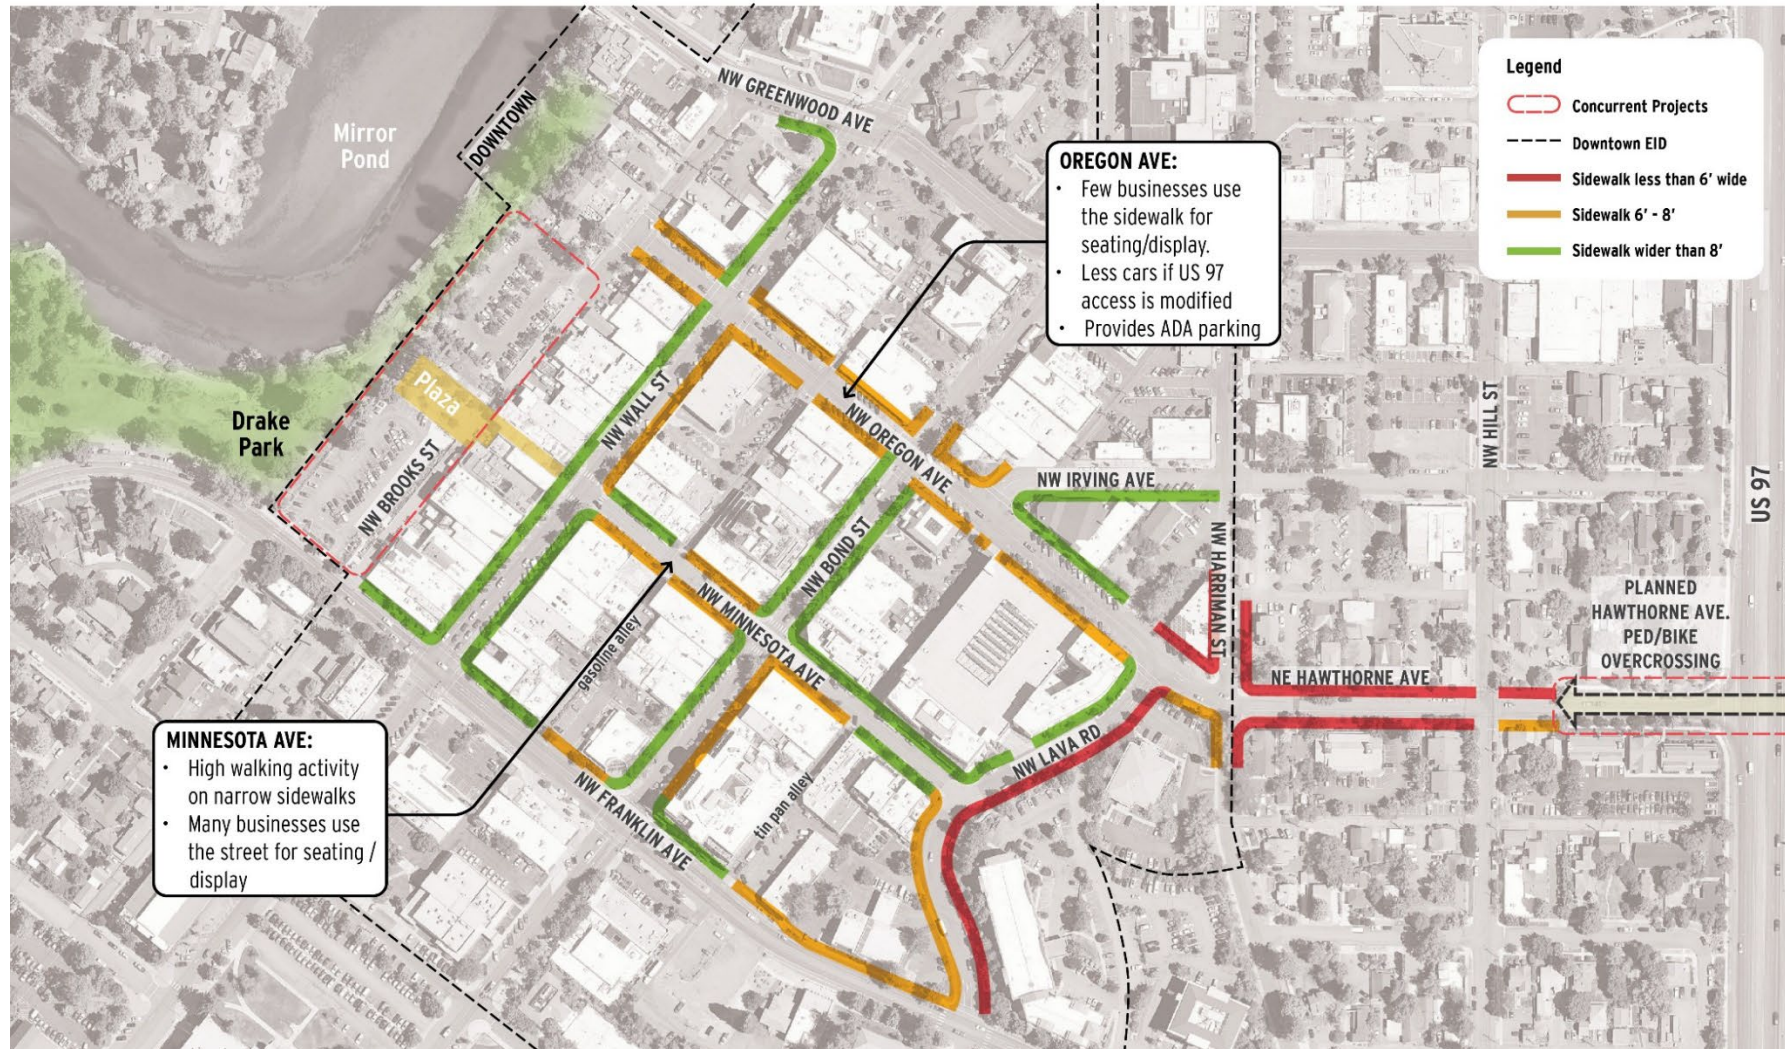 NW GREENWOOD AVE
Mirror
Pond
DOWNTOWN
Legend
Concurrent Projects
Downtown EID
Sidewalk less than 6' wide
Sidewalk 6' - 8'
Sidewalk wider than 8'
OREGON AVE:
• Few businesses use
the sidewalk for
seating/display.
• Less cars if US 97
access is modified
• Provides ADA parking
Plaza
Drake
Park
NW BROOKS ST
NW WALL ST
NW OREGON AVE
NW IRVING AVE
NW BOND ST
NW HARRIMAN ST
NW HILL ST
US 97
PLANNED
HAWTHORNE AVE.
PED/BIKE
OVERCROSSING
NE HAWTHORNE AVE
NW MINNESOTA AVE
gasoline alley
NW LAVA RD
tin pan alley
NW FRANKLIN AVE
MINNESOTA AVE:
• High walking activity
on narrow sidewalks
• Many businesses use
the street for seating /
display